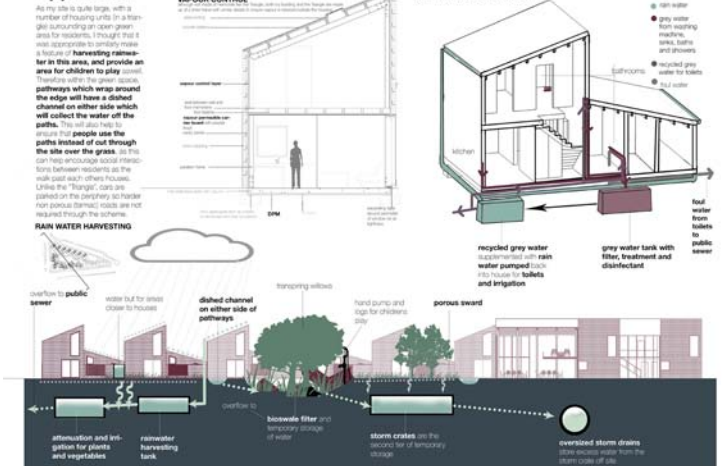 As my site is quite large, with a
number of housing units (in a trian-
gle) surrounding an open green
area for residents, I thought that it
was appropriate to similarly make
a feature of harvesting rainwa-
ter in this area, and provide an
area for children to play
Therefore within the green space,
pathways which wrap around
the edge will have a dished
channel on either side which
will collect the water off the
paths. This will also help to
ensure that people use the
paths instead of cut through
the site over the grass, as this
can help encourage social interac-
tions between residents as the
walk past each others houses.
Unlike the "Triangle", cars are
parked on the periphery so harder
non porous (tarmac) roads are not
required through the scheme.
RAIN WATER HARVESTING
VAPOUR CONTROL
vapour control layer
DPM
rain water
grey water
from washing
machine,
sinks, baths
and showers
recycled grey
water for toilets
foul water
bathrooms
kitchen
foul
water
from
toilets
to
public
sewer
recycled grey water
supplemented with rain
water pumped back
into house for toilets
and irrigation
grey water tank with
filter, treatment and
disinfectant
overflow to public
sewer
water butt for areas
closer to houses
dished channel
on either side of
pathways
transpiring willows
hand pump and
logs for childrens
play
porous sward
attenuation and irri-
gation for plants
and vegetables
rainwater
harvesting
tank
overflow to
bioswale filter and
temporary storage
of water
storm crates are the
second tier of temporary
storage
oversized storm drains
store excess water from the
storm crate off site